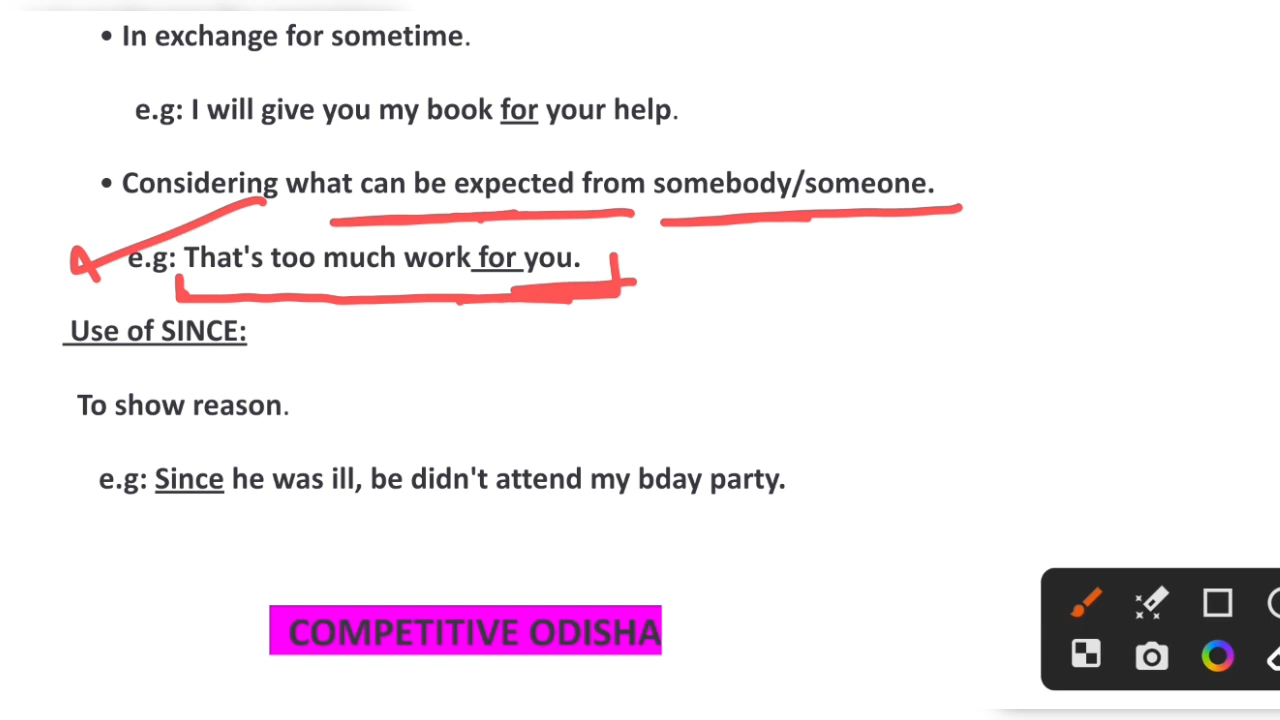 • In exchange for sometime.
e.g: I will give you my book for your help.
• Considering what can be expected from somebody/someone.
e.g: That's too much work for you.
Use of SINCE:
To show reason.
e.g: Since he was ill, be didn't attend my bday party.
COMPETITIVE ODISHA